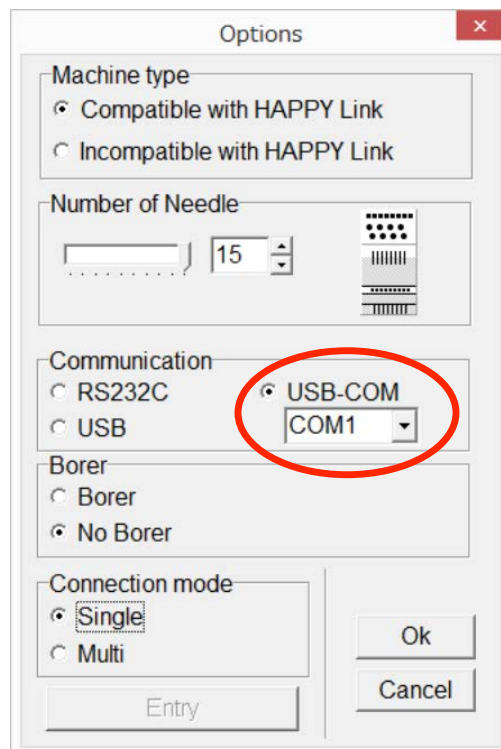 Options
Machine type
Compatible with HAPPY Link
Incompatible with HAPPY Link
Number of Needle
15
Communication
RS232C
USB-COM
USB
COM1
Borer
Borer
No Borer
Connection mode
Single
Multi
Ok
Entry
Cancel